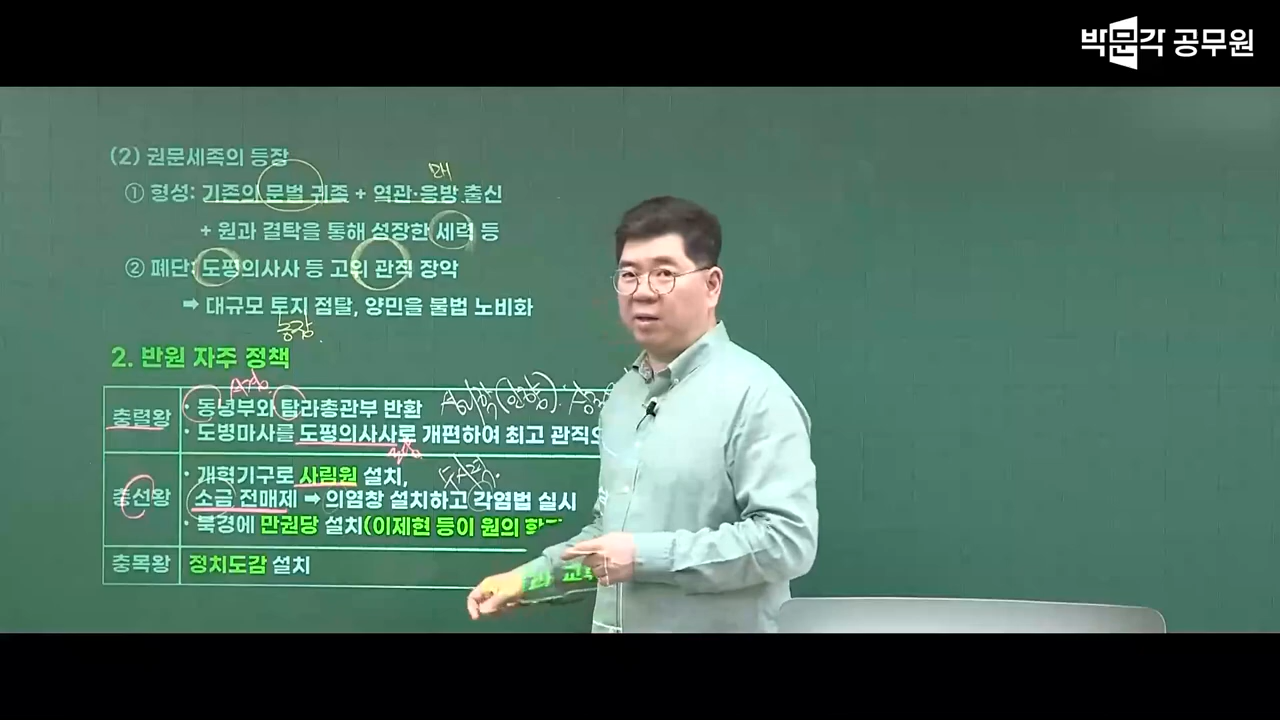 박문각 공무원
(2) 권문세족의 등장
매
① 형성: 기존의 문벌 귀족 + 역관·응방 출신
+ 원과 결탁을 통해 성장한 세력 등
② 폐단: 도평의사사 등 고위 관직 장악
➡ 대규모 토지 점탈, 양민을 불법 노비화
농장
2. 반원 자주 정책
충렬왕
· 동녕부와 탐라총관부 반환
· 도병마사를 도평의사사로 개편하여 최고 관직으
충선왕
· 개혁기구로 사림원 설치,
소금 전매제 ➡ 의염창 설치하고 각염법 실시
· 북경에 만권당 설치(이제현 등이 원의 학
과 교
충목왕
정치도감 설치